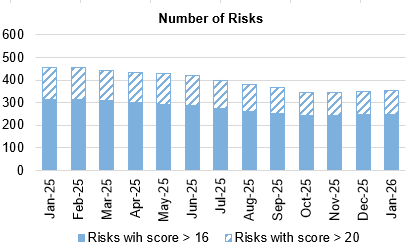 Number of Risks
600
500
400
300
200
100
0
Jan-25 Feb-25 Mar-25 Apr-25 May-25 Jun-25 Jul-25 Aug-25 Sep-25 Oct-25 Nov-25 Dec-25 Jan-26
Risks wih score > 16 Risks with score > 20